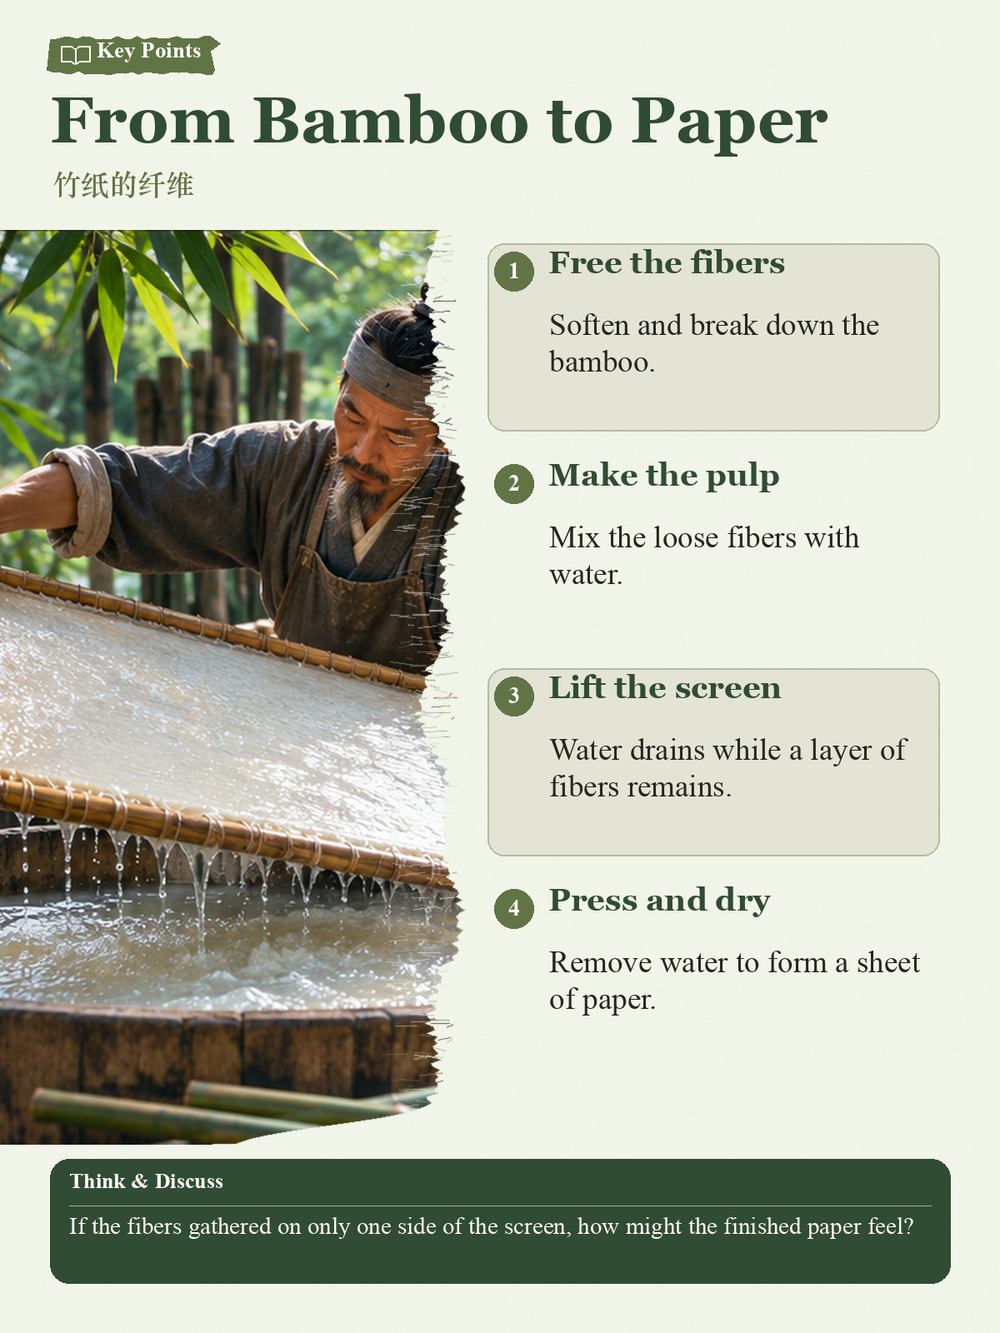 Key Points
From Bamboo to Paper
竹纸的纤维
1 Free the fibers
Soften and break down the
bamboo.
2 Make the pulp
Mix the loose fibers with
water.
3 Lift the screen
Water drains while a layer of
fibers remains.
4 Press and dry
Remove water to form a sheet
of paper.
Think & Discuss
If the fibers gathered on only one side of the screen, how might the finished paper feel?